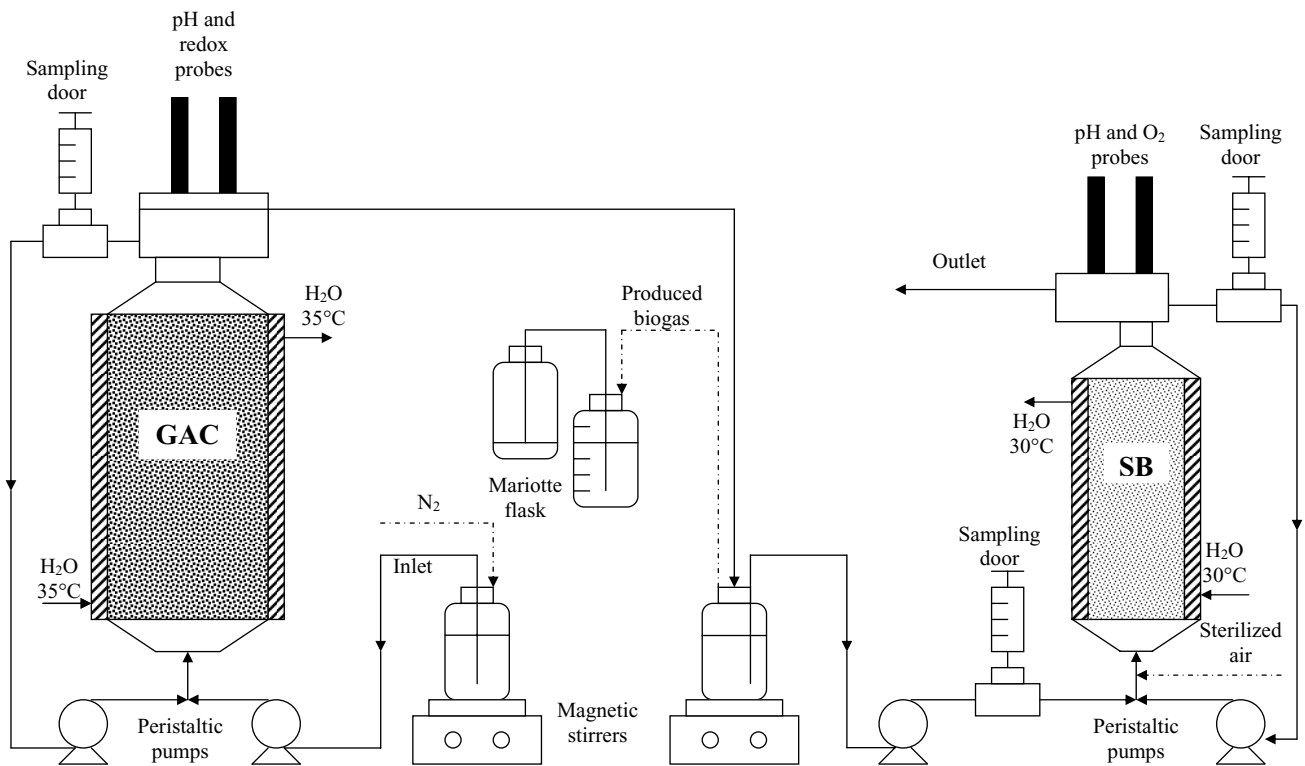 pH and
redox
probes
Sampling
door
pH and O₂
probes
Sampling
door
Outlet
H₂O
35°C
Produced
biogas
GAC
H₂O
30°C
SB
Mariotte
flask
N₂
Sampling
door
H₂O
35°C
Inlet
H₂O
30°C
Sterilized
air
Peristaltic
pumps
Magnetic
stirrers
Peristaltic
pumps